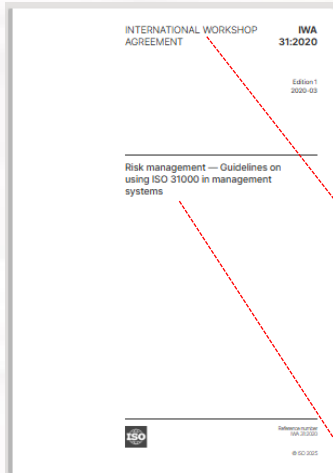 INTERNATIONAL WORKSHOP AGREEMENT
IWA 31:2020
Edition 1
2020-03
Risk management — Guidelines on
using ISO 31000 in management
systems
ISO
Reference number
IWA 31:2020
© ISO 2025